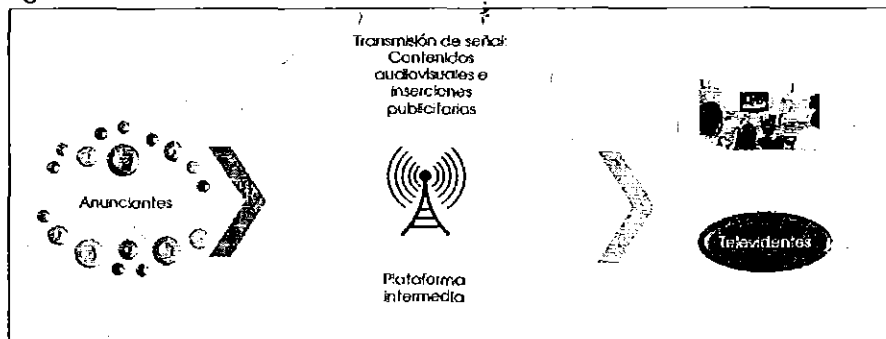 Transmisión de señal:
Contenidos
audiovisuales e
inserciones
publicitarias
Anunciantes
Televidentes
Plataforma
intermedia